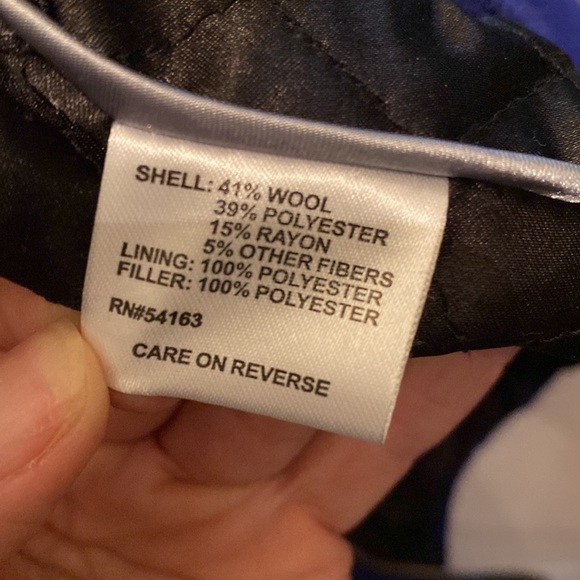 SHELL: 41% WOOL
39% POLYESTER
15% RAYON
5% OTHER FIBERS
LINING: 100% POLYESTER
FILLER: 100% POLYESTER
RN#54163
CARE ON REVERSE